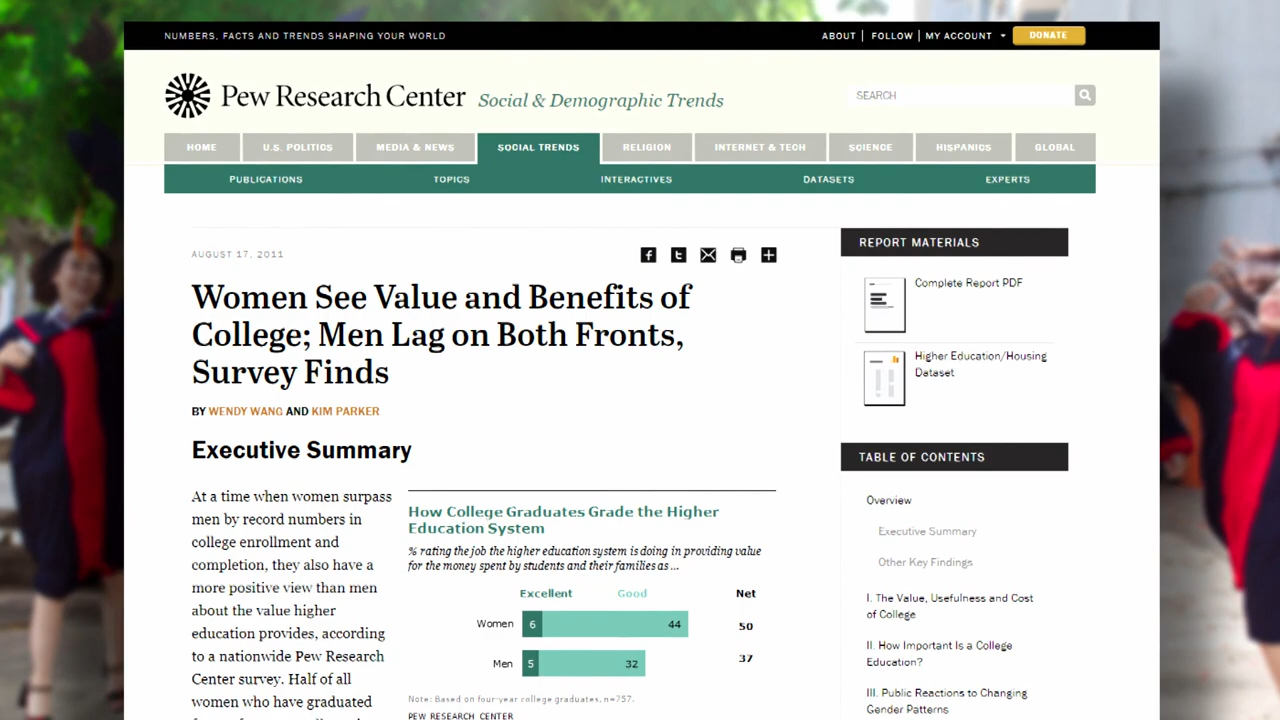 NUMBERS, FACTS AND TRENDS SHAPING YOUR WORLD
ABOUT | FOLLOW | MY ACCOUNT
DONATE
Pew Research Center Social & Demographic Trends
SEARCH
HOME U.S. POLITICS MEDIA & NEWS SOCIAL TRENDS RELIGION INTERNET & TECH SCIENCE HISPANICS GLOBAL
PUBLICATIONS TOPICS INTERACTIVES DATASETS EXPERTS
AUGUST 17, 2011
Women See Value and Benefits of
College; Men Lag on Both Fronts,
Survey Finds
BY WENDY WANG AND KIM PARKER
Executive Summary
At a time when women surpass
men by record numbers in
college enrollment and
completion, they also have a
more positive view than men
about the value higher
education provides, according
to a nationwide Pew Research
Center survey. Half of all
women who have graduated
How College Graduates Grade the Higher
Education System
% rating the job the higher education system is doing in providing value
for the money spent by students and their families as ...
Excellent Good Net
Women 6 44 50
Men 5 32 37
Note: Based on four-year college graduates, n=757.
PEW RESEARCH CENTER
REPORT MATERIALS
Complete Report PDF
Higher Education/Housing
Dataset
TABLE OF CONTENTS
Overview
Executive Summary
Other Key Findings
I. The Value, Usefulness and Cost
of College
II. How Important Is a College
Education?
III. Public Reactions to Changing
Gender Patterns